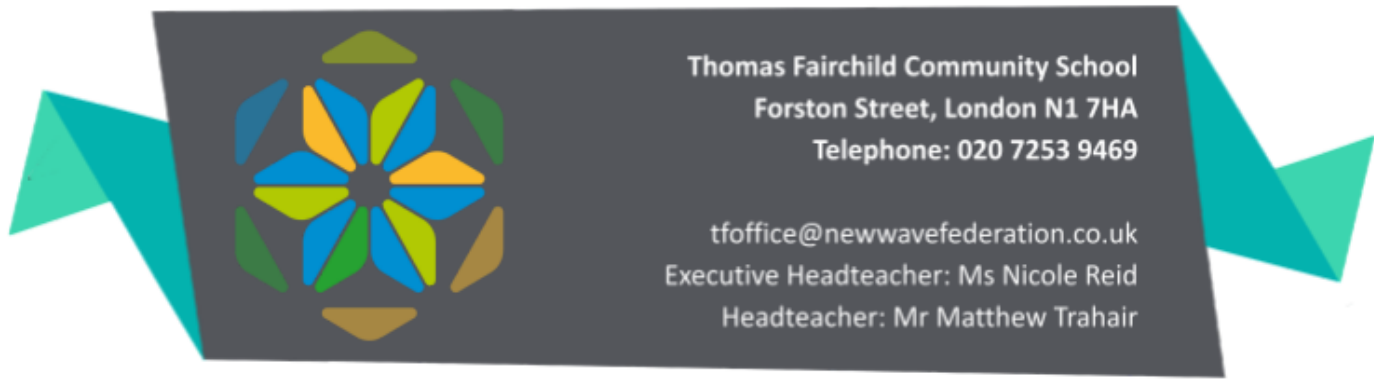 Thomas Fairchild Community School
Forston Street, London N1 7HA
Telephone: 020 7253 9469
tfoffice@newwavefederation.co.uk
Executive Headteacher: Ms Nicole Reid
Headteacher: Mr Matthew Trahair